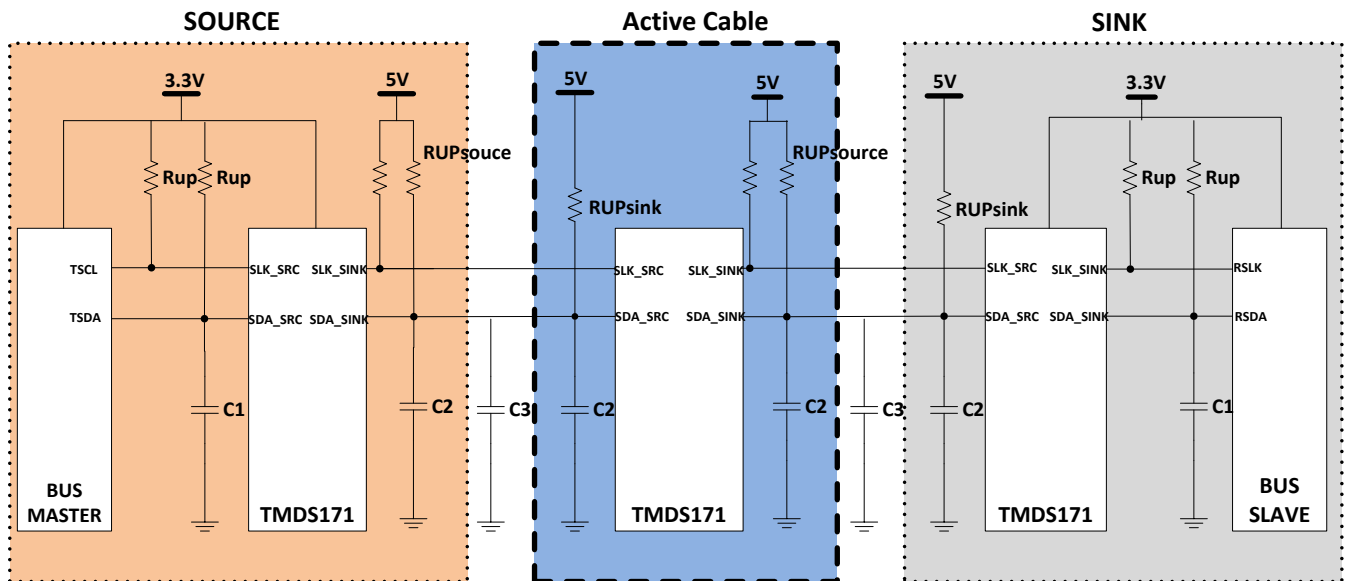 SOURCE
Active Cable
SINK
3.3V
5V
5V
5V
5V
3.3V
RUPsouce
RUPsource
Rup
Rup
RUPsink
RUPsink
Rup
Rup
TSCL
SLK_SRC
SLK_SINK
SLK_SRC
SLK_SINK
SLK_SRC
SLK_SINK
RSLK
TSDA
SDA_SRC
SDA_SINK
SDA_SRC
SDA_SINK
SDA_SRC
SDA_SINK
RSDA
C1
C2
C3
C2
C2
C3
C2
C1
BUS
MASTER
TMDS171
TMDS171
TMDS171
BUS
SLAVE